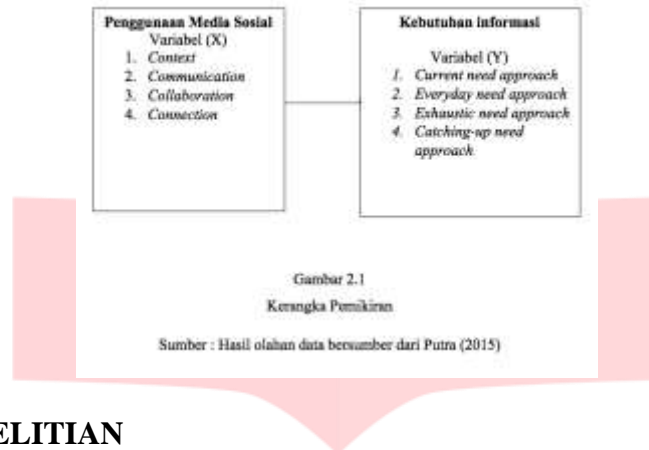 Penggunaan Media Sosial
Variabel (X)
1. Context
2. Communication
3. Collaboration
4. Connection
Kebutuhan informasi
Variabel (Y)
1. Current need approach
2. Everyday need approach
3. Exhaustic need approach
4. Catching-up need
approach
Gambar 2.1
Kerangka Pemikiran
Sumber : Hasil olahan data bersumber dari Putra (2015)
ELITIAN